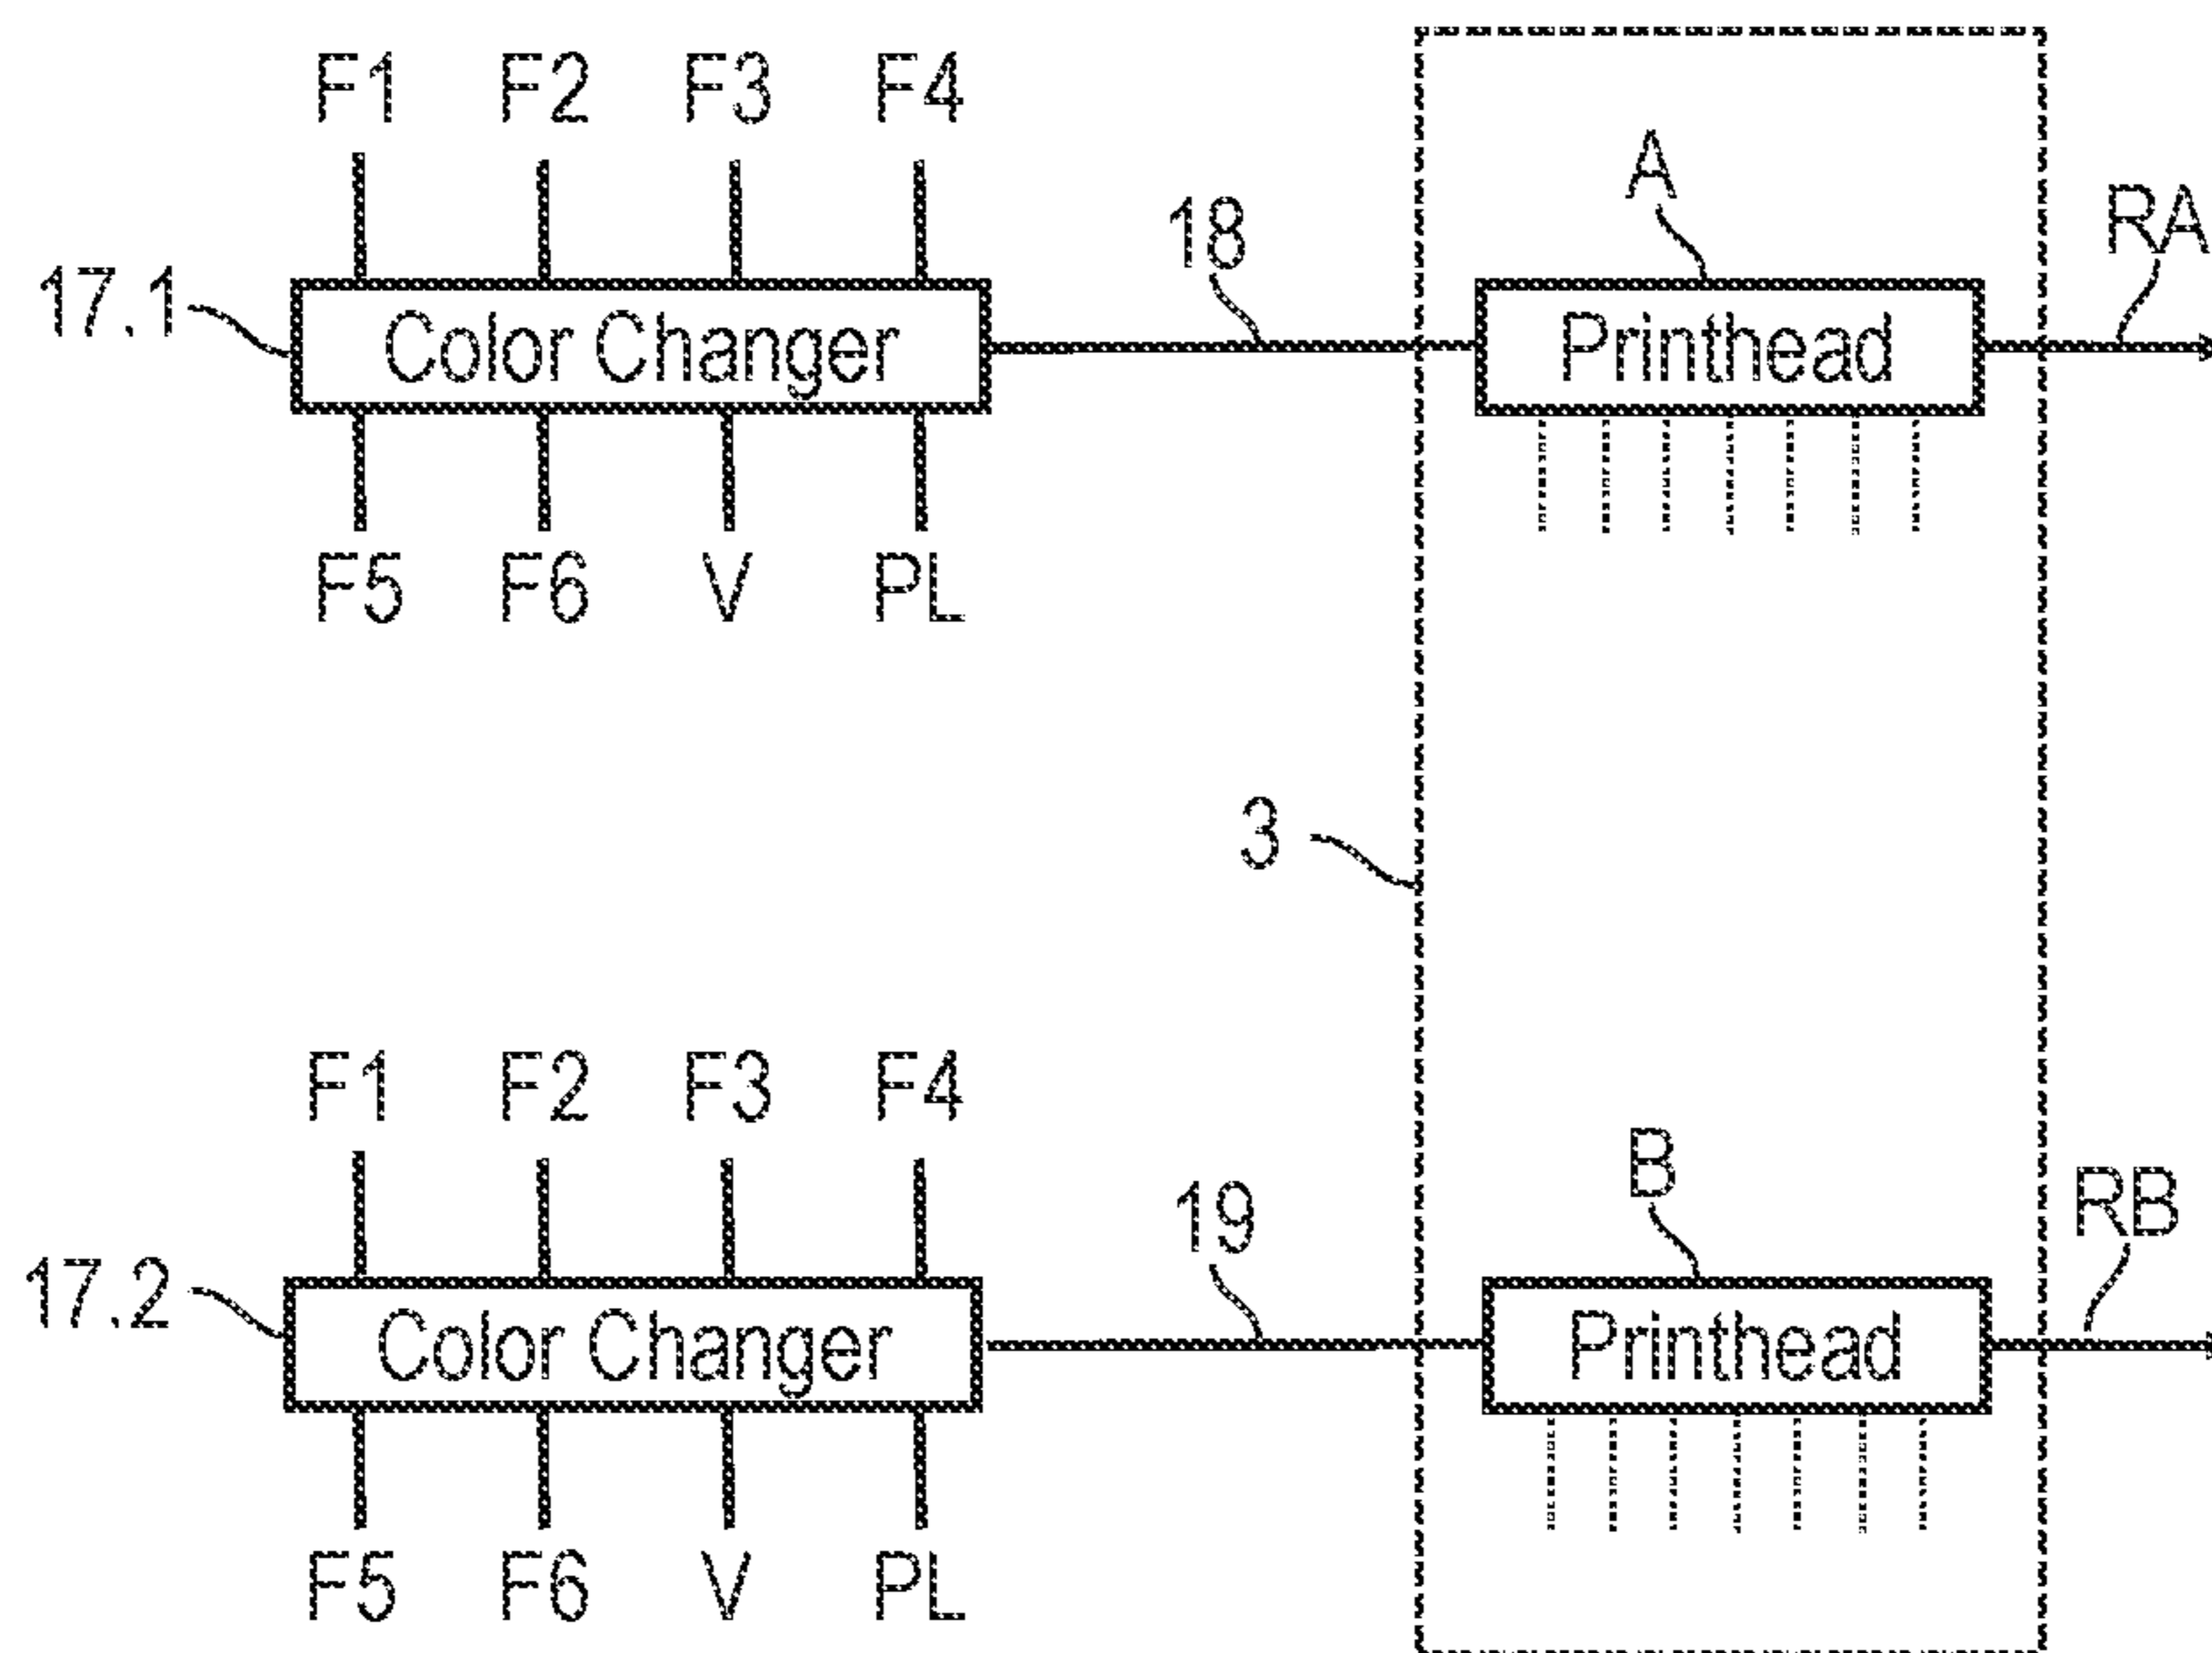 F1 F2 F3 F4
A
18
RA
17.1
Color Changer
Printhead
F5 F6 V PL
3
F1 F2 F3 F4
B
19
RB
17.2
Color Changer
Printhead
F5 F6 V PL